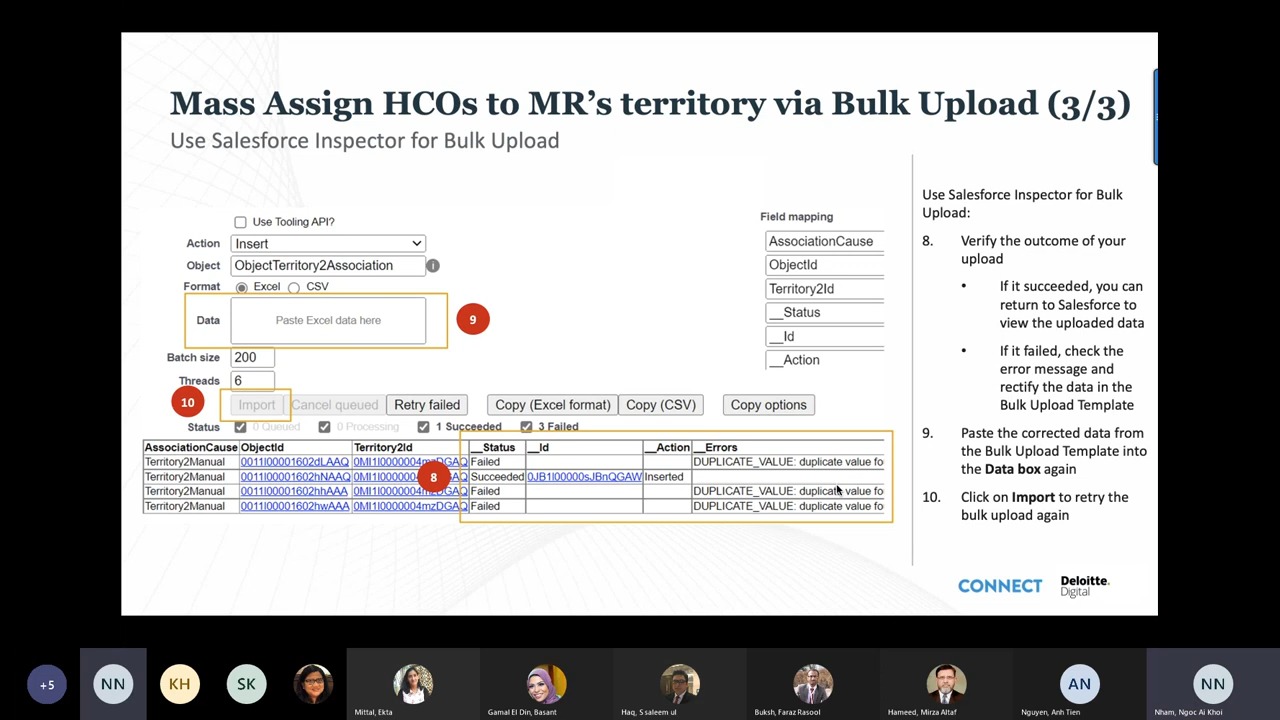 Mass Assign HCOs to MR's territory via Bulk Upload (3/3)
Use Salesforce Inspector for Bulk Upload
Use Tooling API?
Action Insert
Object ObjectTerritory2Association
Format Excel CSV
Data Paste Excel data here
9
Batch size 200
Threads 6
10
Import Cancel queued Retry failed Copy (Excel format) Copy (CSV) Copy options
Status 0 Queued 0 Processing 1 Succeeded 3 Failed
Field mapping
AssociationCause
ObjectId
Territory2Id
__Status
__Id
__Action
AssociationCause ObjectId Territory2Id __Status __Id __Action __Errors
Territory2Manual 0011I00001602dLAAQ 0MI1I0000004mzDGAQ Failed DUPLICATE_VALUE: duplicate value fo
Territory2Manual 0011I00001602hNAAQ 0MI1I0000004mzDGAQ Succeeded 0JB1I00000sJBnQGAW Inserted
Territory2Manual 0011I00001602hhAAA 0MI1I0000004mzDGAQ Failed DUPLICATE_VALUE: duplicate value fo
Territory2Manual 0011I00001602hwAAA 0MI1I0000004mzDGAQ Failed DUPLICATE_VALUE: duplicate value fo
8
Use Salesforce Inspector for Bulk
Upload:
8. Verify the outcome of your
upload
• If it succeeded, you can
return to Salesforce to
view the uploaded data
• If it failed, check the
error message and
rectify the data in the
Bulk Upload Template
9. Paste the corrected data from
the Bulk Upload Template into
the Data box again
10. Click on Import to retry the
bulk upload again
CONNECT
Deloitte.
Digital
+5
NN
KH
SK
Mittal, Ekta
Gamal El Din, Basant
Haq, S saleem ul
Buksh, Faraz Rasool
Hameed, Mirza Altaf
AN
Nguyen, Anh Tien
NN
Nham, Ngoc Ai Khoi